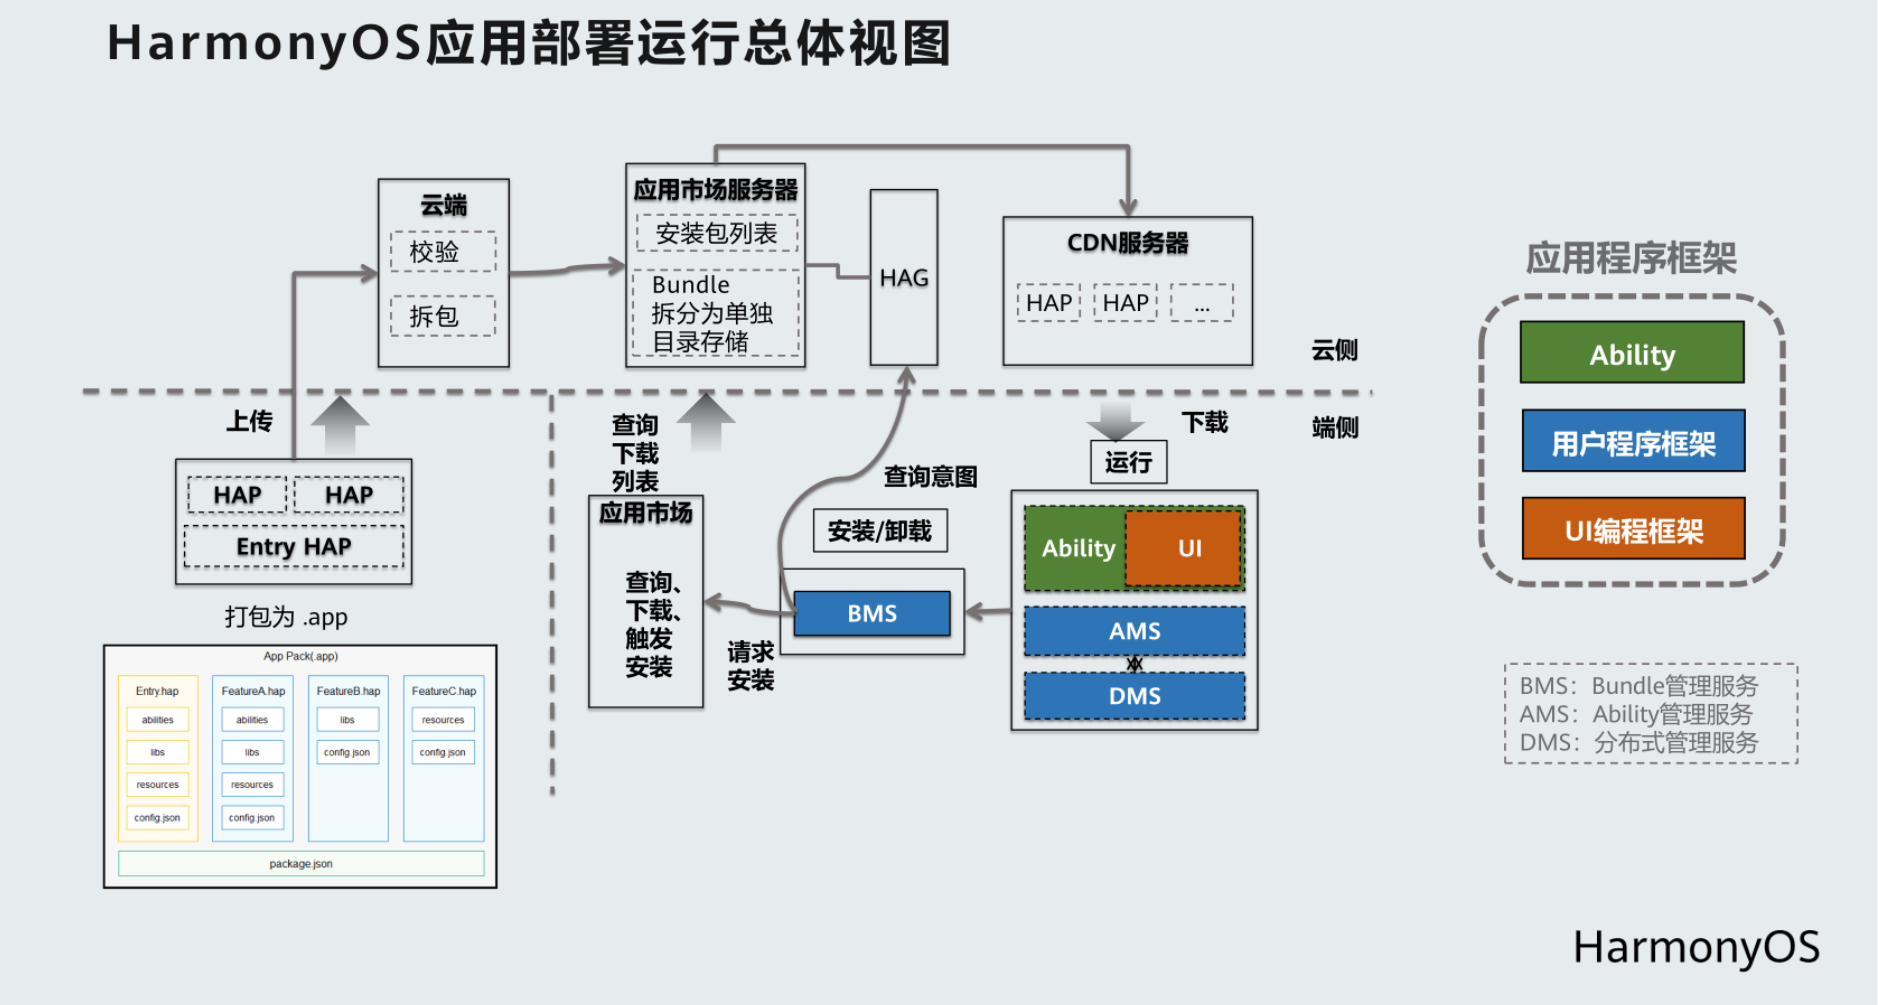 HarmonyOS应用部署运行总体视图
云端
校验
拆包
应用市场服务器
安装包列表
Bundle
拆分为单独
目录存储
HAG
CDN服务器
HAP
HAP
...
云侧
端侧
上传
HAP
HAP
Entry HAP
打包为 .app
App Pack(.app)
Entry.hap
abilities
libs
resources
config.json
FeatureA.hap
abilities
libs
resources
config.json
FeatureB.hap
libs
config.json
FeatureC.hap
resources
config.json
package.json
查询
下载
列表
应用市场
查询、
下载、
触发
安装
请求
安装
查询意图
安装/卸载
BMS
下载
运行
Ability
UI
AMS
DMS
应用程序框架
Ability
用户程序框架
UI编程框架
BMS：Bundle管理服务
AMS：Ability管理服务
DMS：分布式管理服务
HarmonyOS